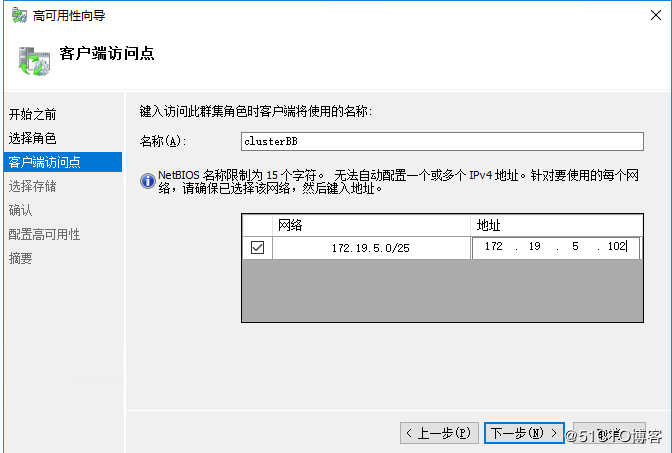 高可用性向导
客户端访问点
开始之前
选择角色
客户端访问点
选择存储
确认
配置高可用性
摘要
键入访问此群集角色时客户端将使用的名称:
名称(A):
clusterBB
NetBIOS 名称限制为 15 个字符。 无法自动配置一个或多个 IPv4 地址。针对要使用的每个网
络，请确保已选择该网络，然后键入地址。
网络 地址
172.19.5.0/25 172 . 19 . 5 . 102
< 上一步(P) 下一步(N) > 取消
@51CTO博客